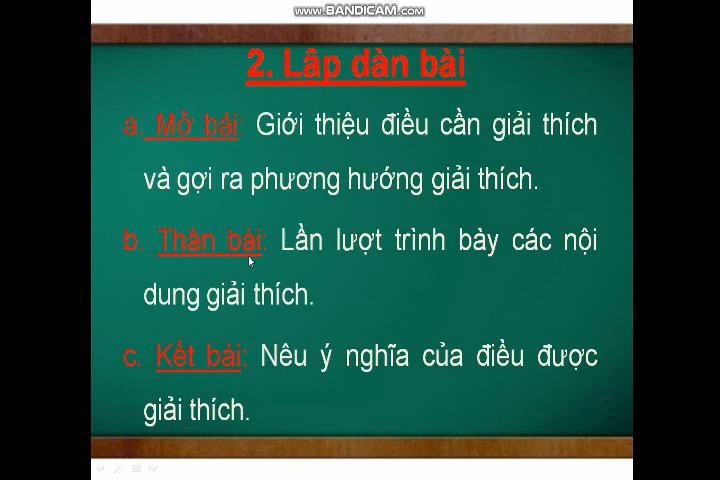 www.BANDICAM.com
2. Lập dàn bài
a. Mở bài: Giới thiệu điều cần giải thích
và gợi ra phương hướng giải thích.
b. Thân bài: Lần lượt trình bày các nội
dung giải thích.
c. Kết bài: Nêu ý nghĩa của điều được
giải thích.